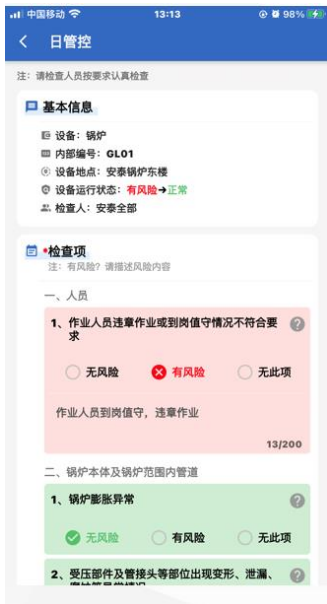 中国移动 13:13 98%
日管控
注：请检查人员按要求认真检查
基本信息
设备：锅炉
内部编号：GL01
设备地点：安泰锅炉东楼
设备运行状态：有风险→正常
检查人：安泰全部
*检查项
注：有风险？请描述风险内容
一、人员
1、作业人员违章作业或到岗值守情况不符合要
求
无风险 有风险 无此项
作业人员到岗值守，违章作业
13/200
二、锅炉本体及锅炉范围内管道
1、锅炉膨胀异常
无风险 有风险 无此项
2、受压部件及管接头等部位出现变形、泄漏、